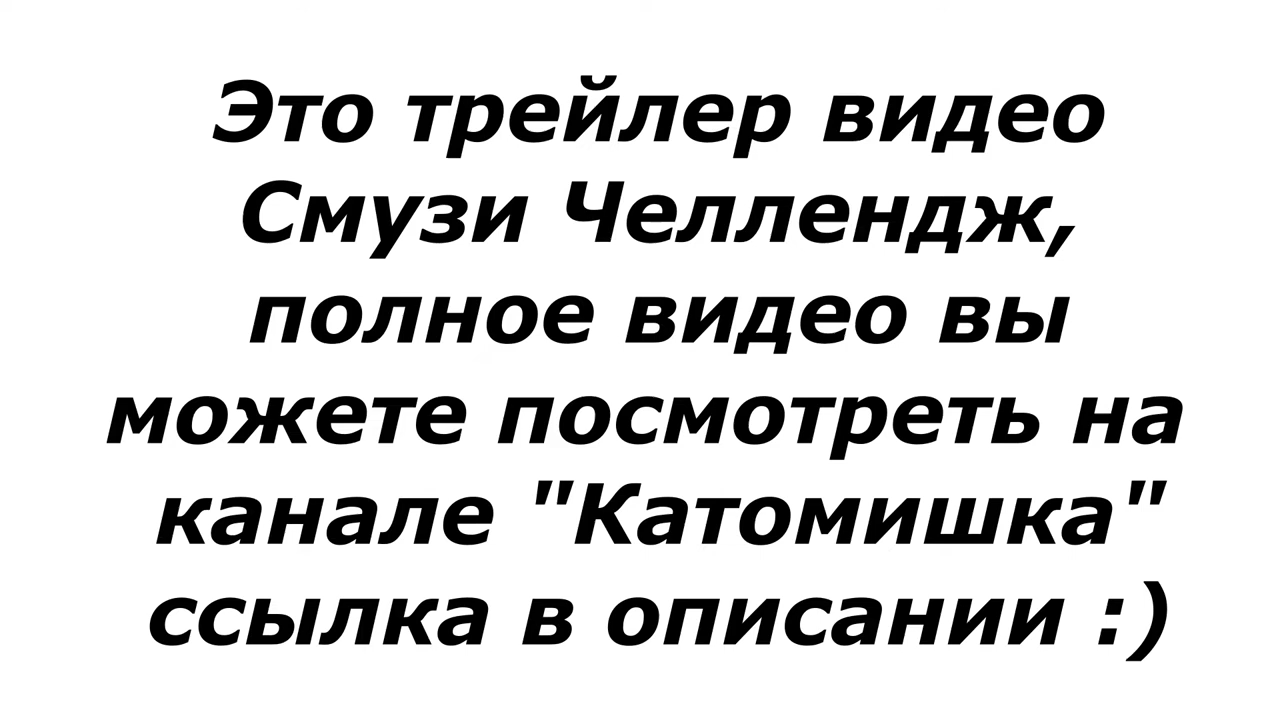 Это трейлер видео
Смузи Челлендж,
полное видео вы
можете посмотреть на
канале "Катомишка"
ссылка в описании :)